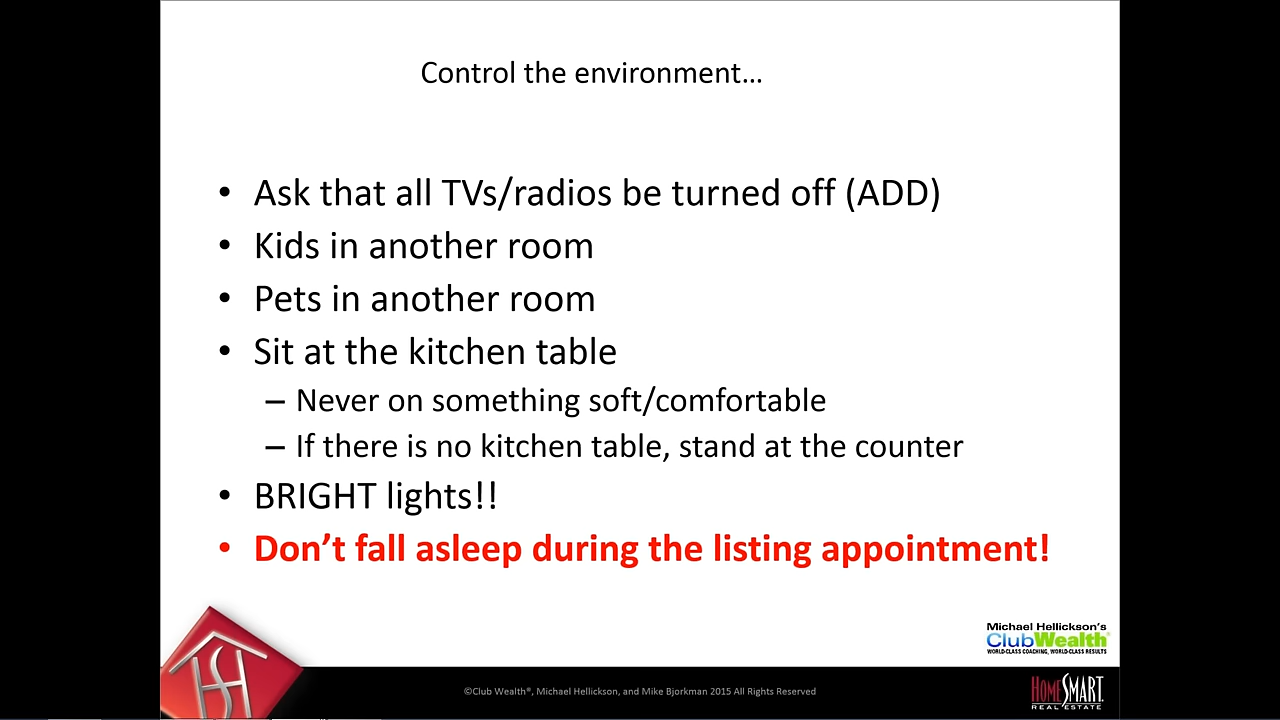 Control the environment…
• Ask that all TVs/radios be turned off (ADD)
• Kids in another room
• Pets in another room
• Sit at the kitchen table
– Never on something soft/comfortable
– If there is no kitchen table, stand at the counter
• BRIGHT lights!!
• Don’t fall asleep during the listing appointment!
Michael Hellickson's
ClubWealth®
WORLD-CLASS COACHING, WORLD-CLASS RESULTS
©Club Wealth®, Michael Hellickson, and Mike Bjorkman 2015 All Rights Reserved
HOMESMART
REAL ESTATE